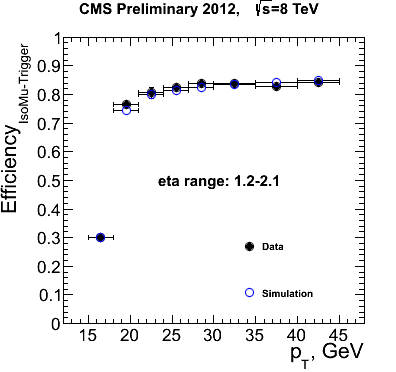 CMS Preliminary 2012, √s=8 TeV
Efficiency IsoMu-Trigger
1
0.9
0.8
0.7
0.6
0.5
0.4
0.3
0.2
0.1
0
eta range: 1.2-2.1
Data
Simulation
15 20 25 30 35 40 45
p_T, GeV